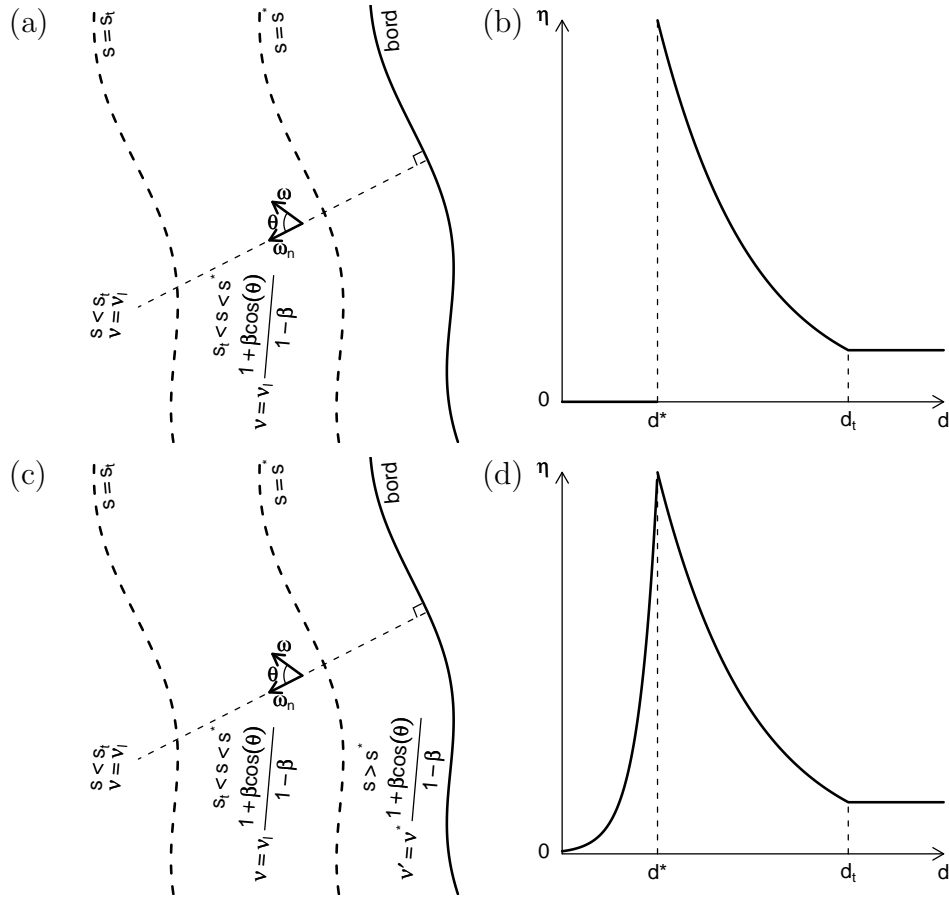 (a)
s = s_t
s = s^*
bord
ω
θ
ω_n
s < s_t
ν = ν_l
s_t < s < s^*
ν = ν_l (1 + βcos(θ)) / (1 − β)
(b)
η
0
d*
d_t
d
(c)
s = s_t
s = s^*
bord
ω
θ
ω_n
s < s_t
ν = ν_l
s_t < s < s^*
ν = ν_l (1 + βcos(θ)) / (1 − β)
s > s^*
ν′ = ν^* (1 + βcos(θ)) / (1 − β)
(d)
η
0
d*
d_t
d